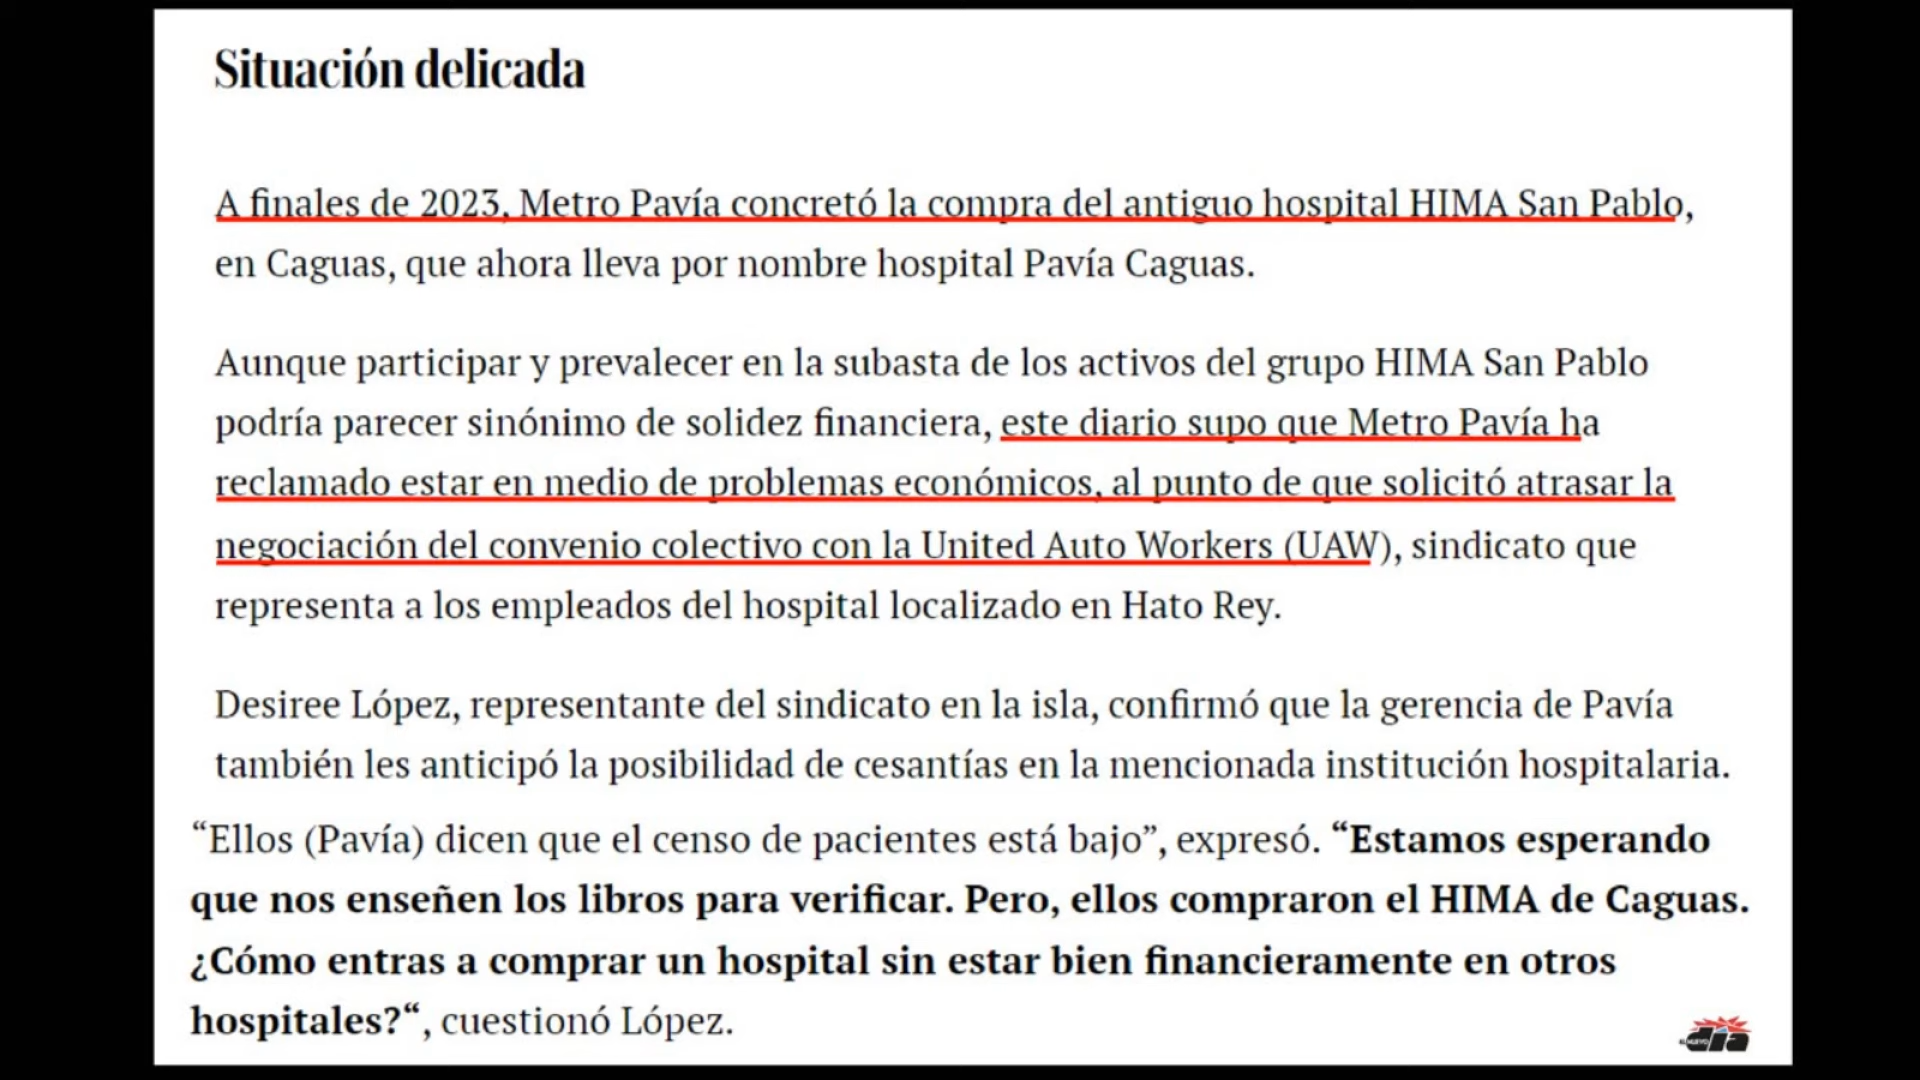 Situación delicada
A finales de 2023, Metro Pavía concretó la compra del antiguo hospital HIMA San Pablo,
en Caguas, que ahora lleva por nombre hospital Pavía Caguas.
Aunque participar y prevalecer en la subasta de los activos del grupo HIMA San Pablo
podría parecer sinónimo de solidez financiera, este diario supo que Metro Pavía ha
reclamado estar en medio de problemas económicos, al punto de que solicitó atrasar la
negociación del convenio colectivo con la United Auto Workers (UAW), sindicato que
representa a los empleados del hospital localizado en Hato Rey.
Desiree López, representante del sindicato en la isla, confirmó que la gerencia de Pavía
también les anticipó la posibilidad de cesantías en la mencionada institución hospitalaria.
“Ellos (Pavía) dicen que el censo de pacientes está bajo”, expresó. “Estamos esperando
que nos enseñen los libros para verificar. Pero, ellos compraron el HIMA de Caguas.
¿Cómo entras a comprar un hospital sin estar bien financieramente en otros
hospitales?“, cuestionó López.
EL NUEVO día